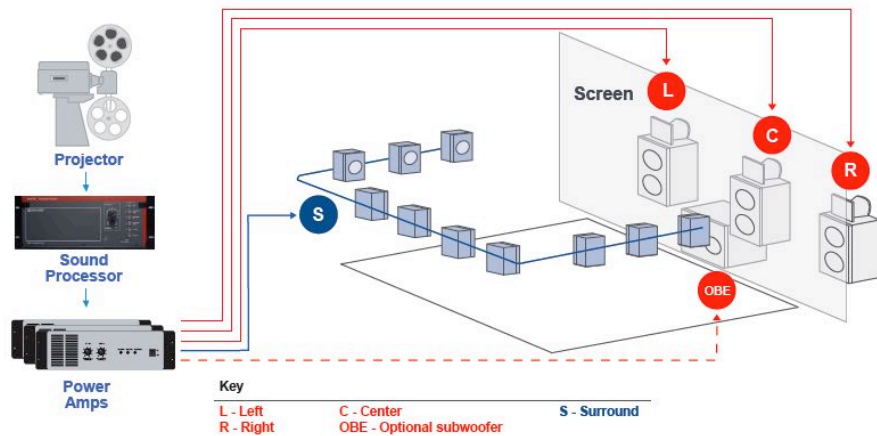 L
Screen
C
R
Projector
S
Sound
Processor
OBE
Power
Amps
Key
L - Left
C - Center
S - Surround
R - Right
OBE - Optional subwoofer